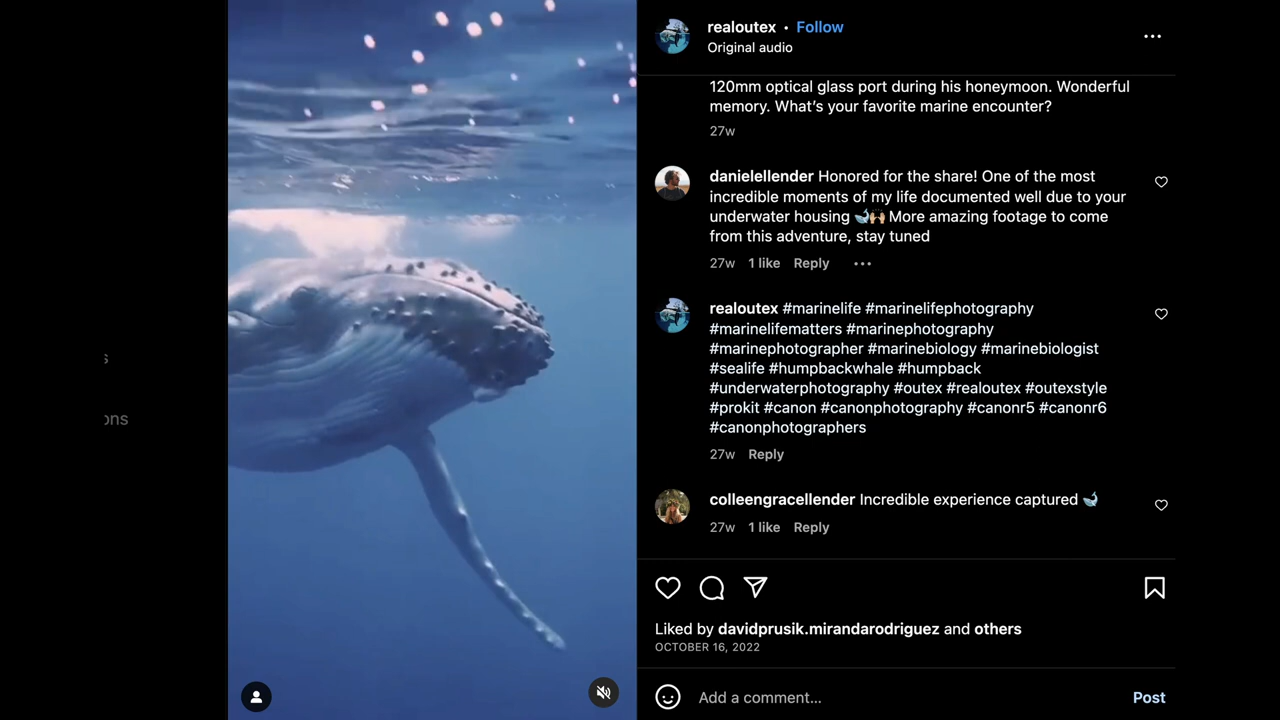 realoutex • Follow
Original audio
120mm optical glass port during his honeymoon. Wonderful
memory. What's your favorite marine encounter?
27w
danielellender Honored for the share! One of the most
incredible moments of my life documented well due to your
underwater housing 🐋🙌🏼 More amazing footage to come
from this adventure, stay tuned
27w 1 like Reply
realoutex #marinelife #marinelifephotography
#marinelifematters #marinephotography
#marinephotographer #marinebiology #marinebiologist
#sealife #humpbackwhale #humpback
#underwaterphotography #outex #realoutex #outexstyle
#prokit #canon #canonphotography #canonr5 #canonr6
#canonphotographers
27w Reply
colleengracellender Incredible experience captured 🐋
27w 1 like Reply
s
ons
Liked by davidprusik.mirandarodriguez and others
OCTOBER 16, 2022
Add a comment...
Post